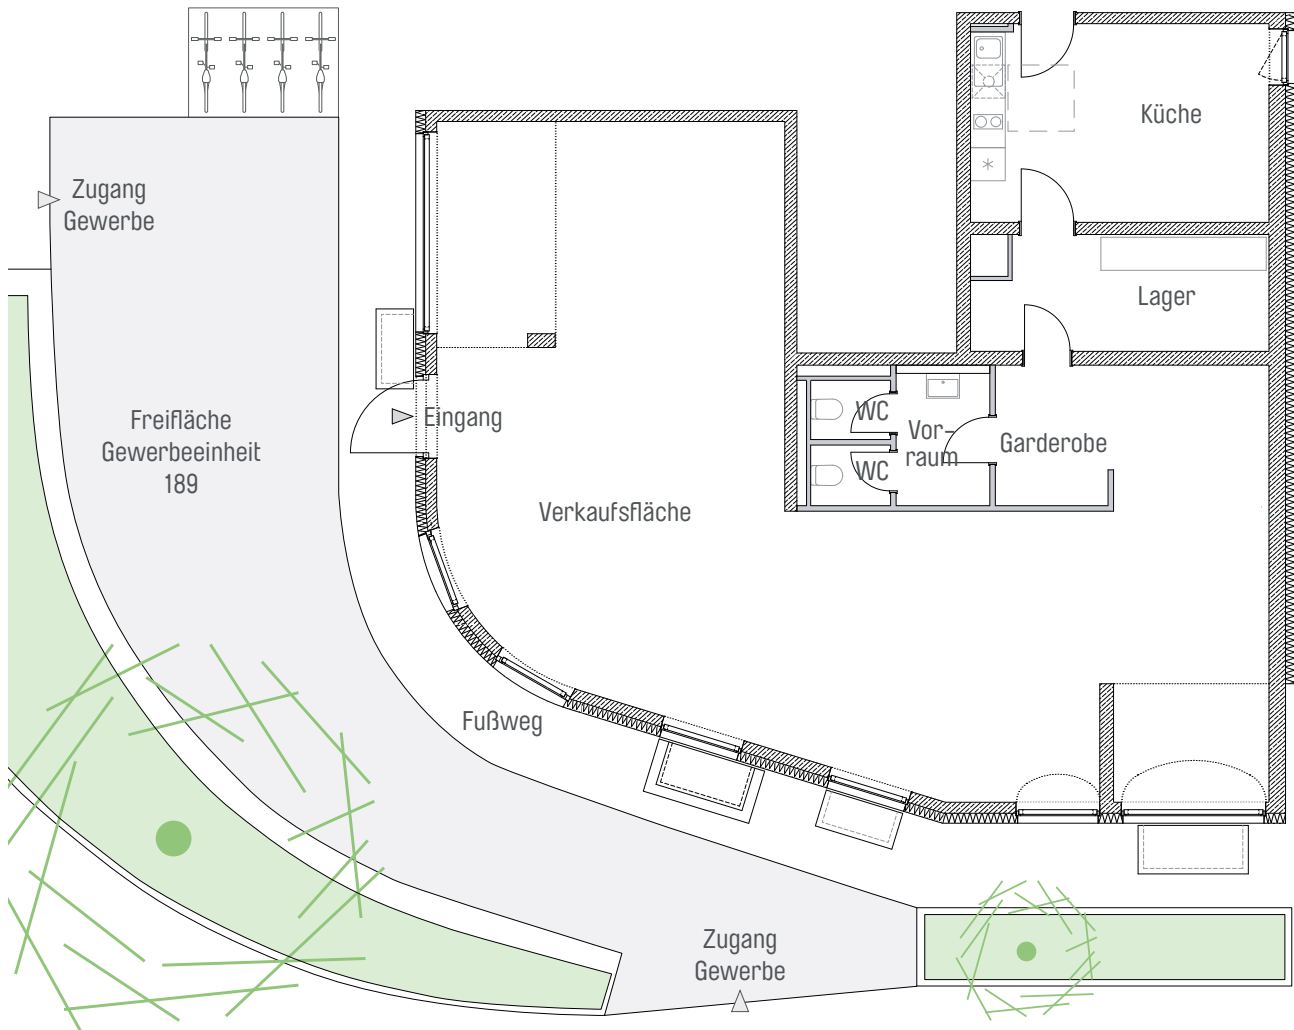 Küche
Zugang
Gewerbe
Lager
Freifläche
Gewerbeeinheit
189
Eingang
WC
Vor-
raum
WC
Garderobe
Verkaufsfläche
Fußweg
Zugang
Gewerbe